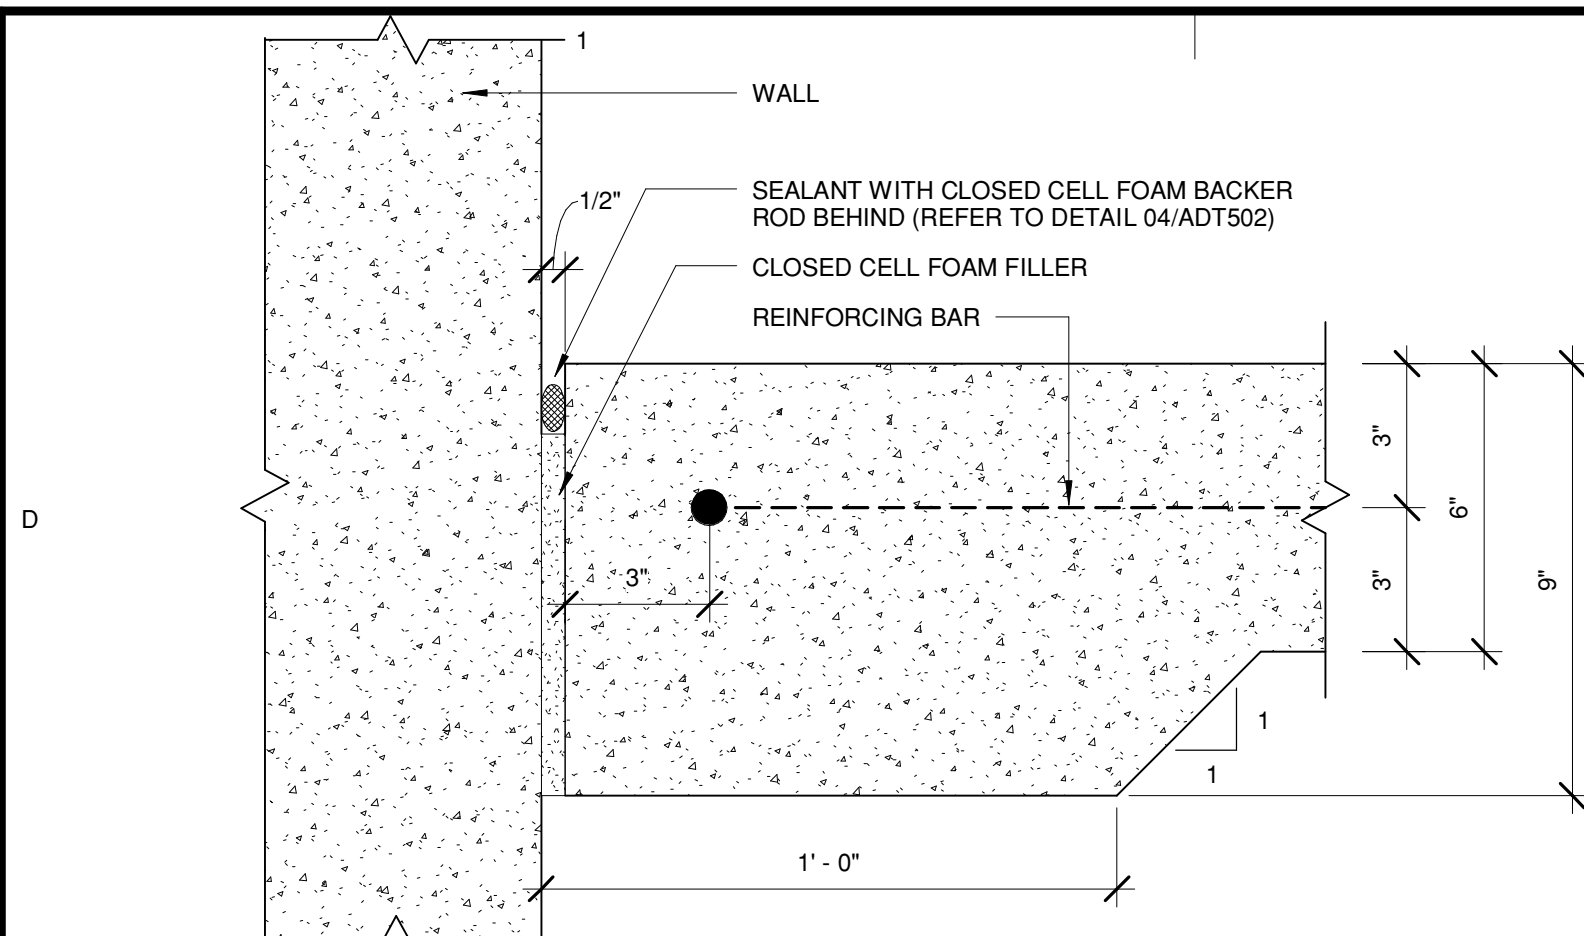 1
WALL
1/2"
SEALANT WITH CLOSED CELL FOAM BACKER
ROD BEHIND (REFER TO DETAIL 04/ADT502)
CLOSED CELL FOAM FILLER
REINFORCING BAR
3"
6"
D
3"
3"
9"
1
1
1' - 0"